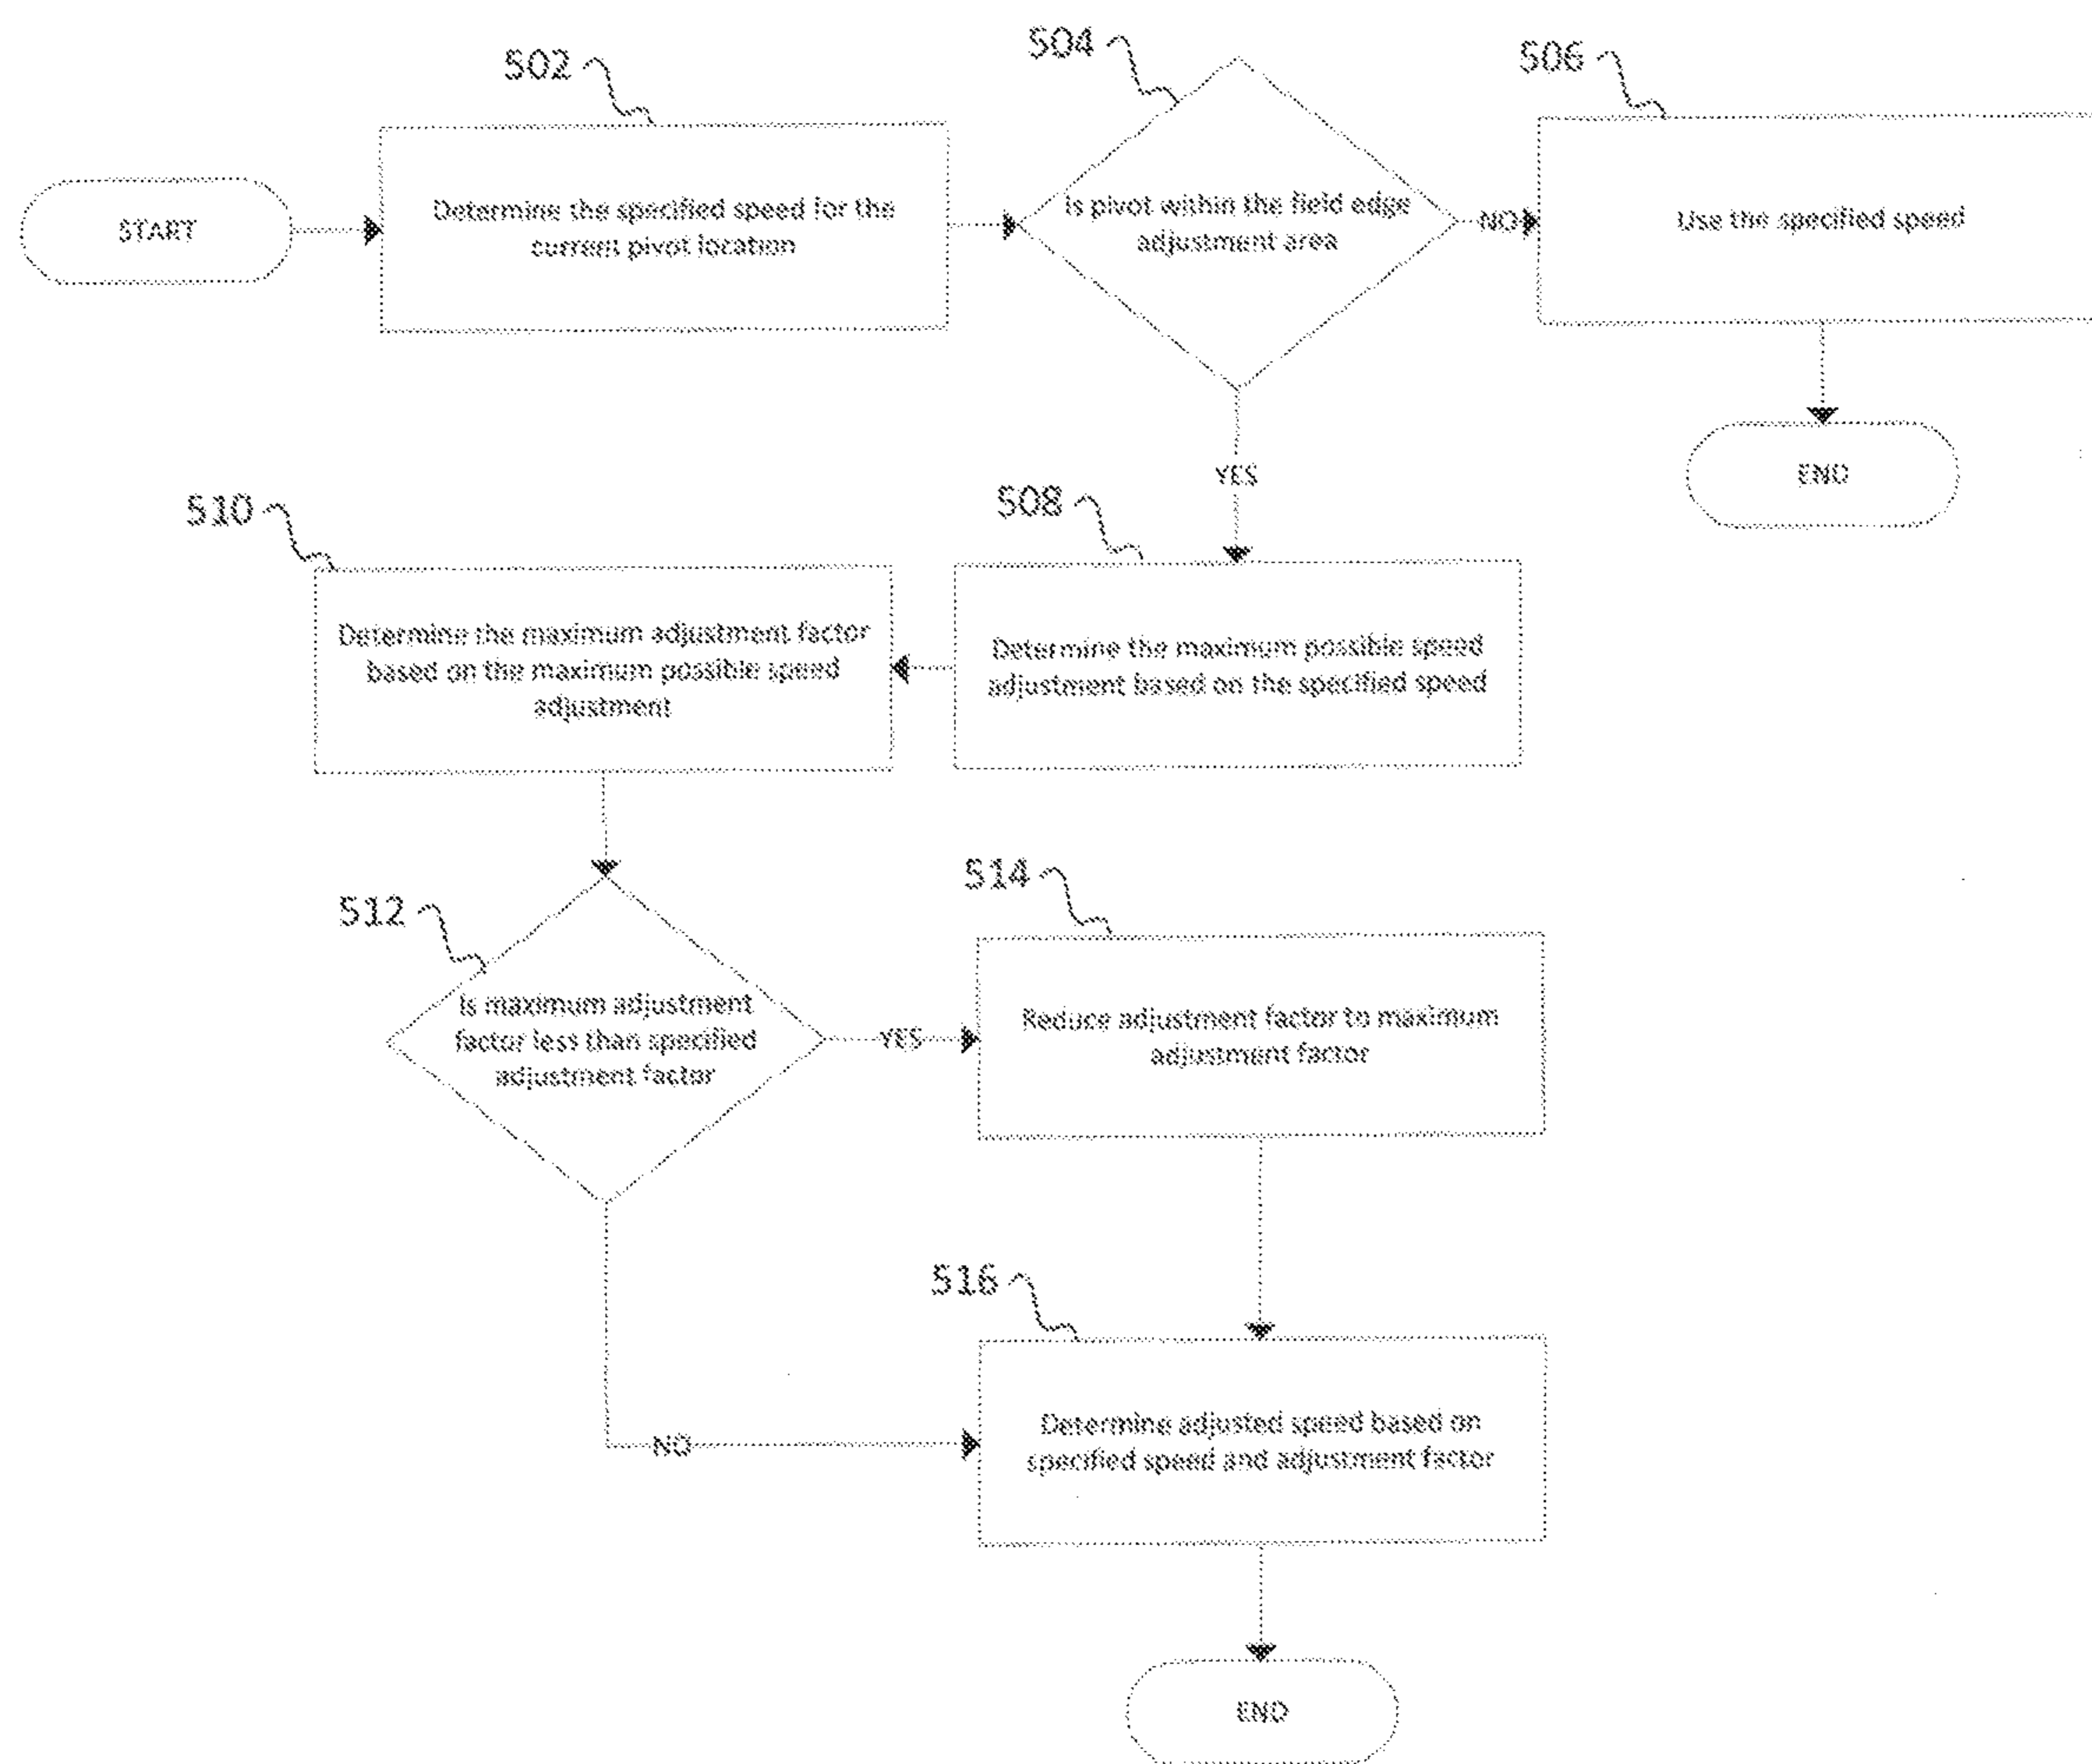 502
504
506
START
Determine the specified speed for the
current pivot location
Is pivot within the field edge
adjustment area
NO
Use the specified speed
END
YES
510
508
Determine the maximum adjustment factor
based on the maximum possible speed
adjustment
Determine the maximum possible speed
adjustment based on the specified speed
512
514
Is maximum adjustment
factor less than specified
adjustment factor
YES
Reduce adjustment factor to maximum
adjustment factor
516
NO
Determine adjusted speed based on
specified speed and adjustment factor
END